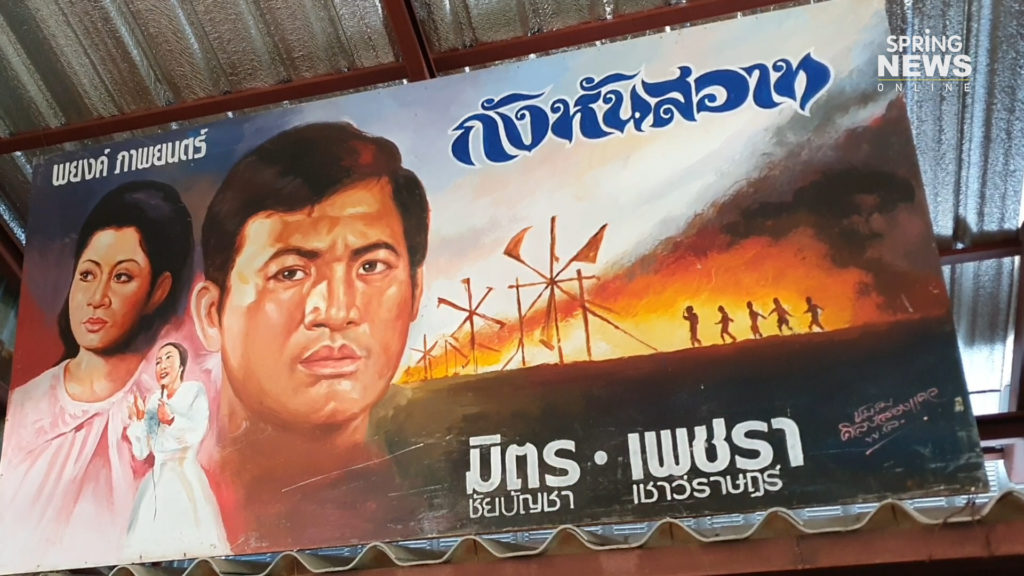 SPRiNG
NEWS
ONLINE
พยงค์ ภาพยนตร์
กังหันสวาท
มิตร · เพชรา
ชัยบัญชา เชาวราษฎร์